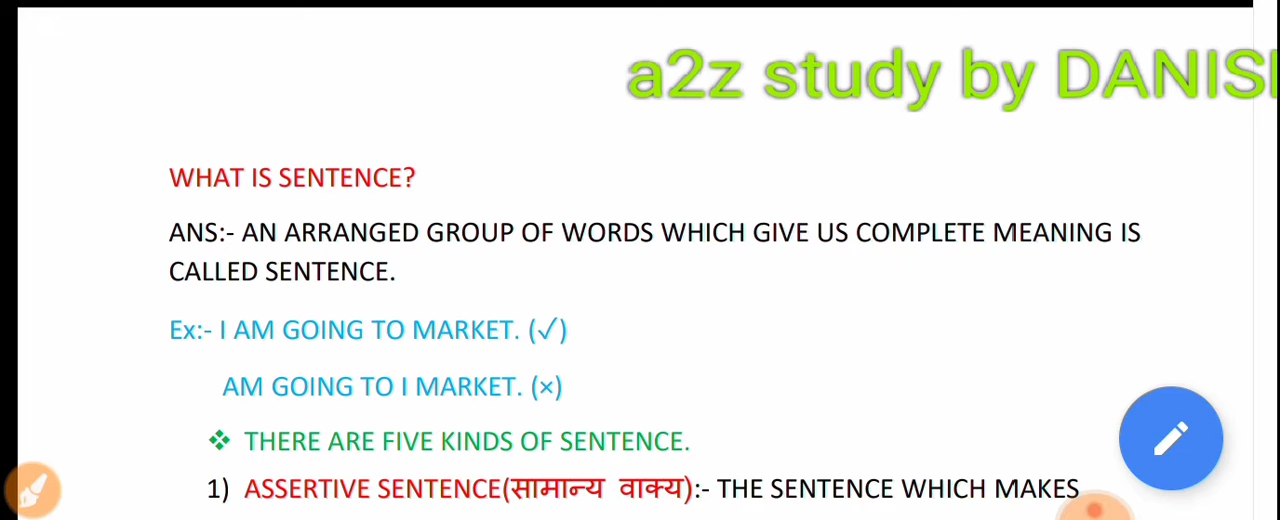 a2z study by DANISH
WHAT IS SENTENCE?
ANS:- AN ARRANGED GROUP OF WORDS WHICH GIVE US COMPLETE MEANING IS
CALLED SENTENCE.
Ex:- I AM GOING TO MARKET. (✓)
AM GOING TO I MARKET. (×)
❖ THERE ARE FIVE KINDS OF SENTENCE.
1) ASSERTIVE SENTENCE(सामान्य वाक्य):- THE SENTENCE WHICH MAKES